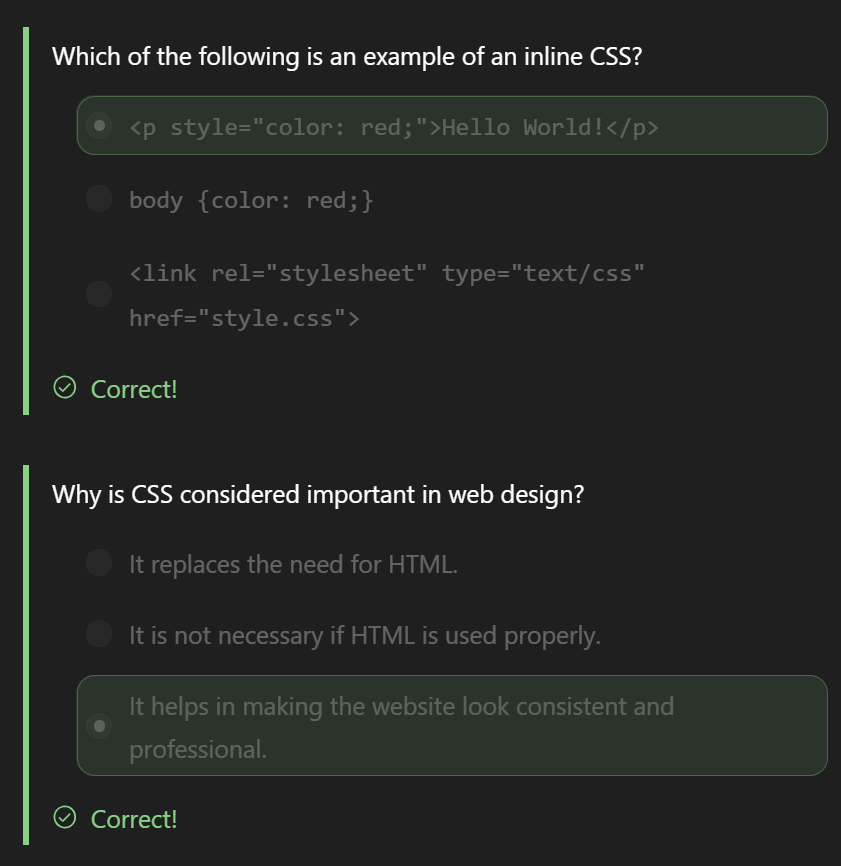 Which of the following is an example of an inline CSS?
<p style="color: red;">Hello World!</p>
body {color: red;}
<link rel="stylesheet" type="text/css"
href="style.css">
Correct!
Why is CSS considered important in web design?
It replaces the need for HTML.
It is not necessary if HTML is used properly.
It helps in making the website look consistent and
professional.
Correct!